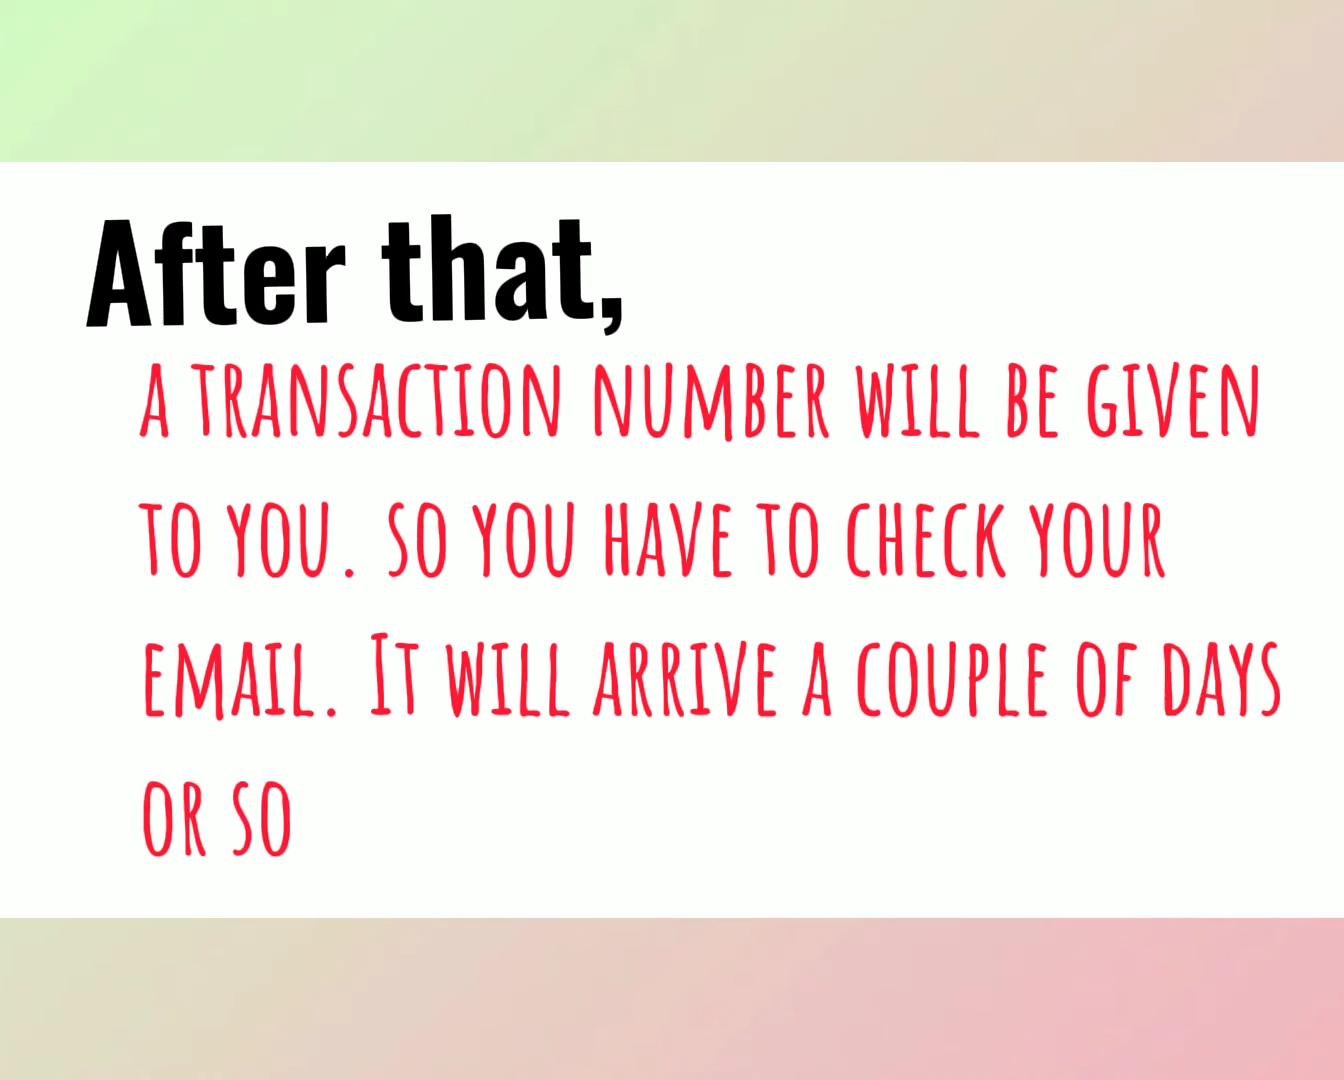 After that,
A TRANSACTION NUMBER WILL BE GIVEN
TO YOU. SO YOU HAVE TO CHECK YOUR
EMAIL. IT WILL ARRIVE A COUPLE OF DAYS
OR SO